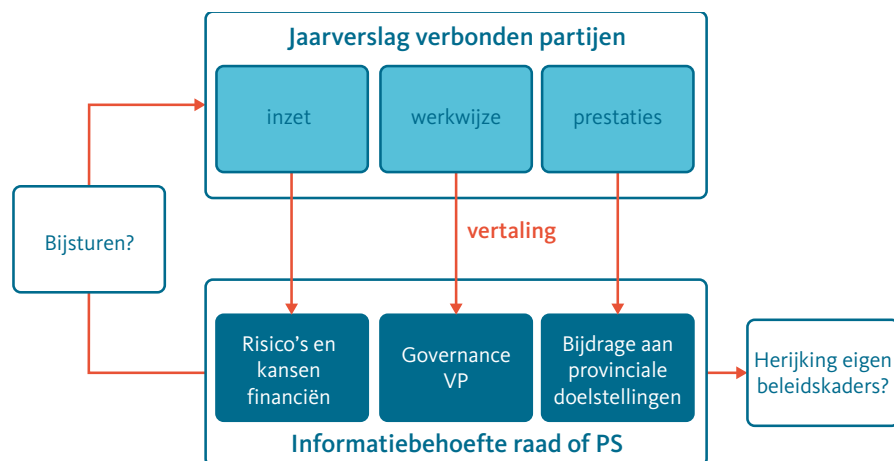 Jaarverslag verbonden partijen
inzet
werkwijze
prestaties
Bijsturen?
vertaling
Risico's en
kansen
financiën
Governance
VP
Bijdrage aan
provinciale
doelstellingen
Herijking eigen
beleidskaders?
Informatiebehoefte raad of PS